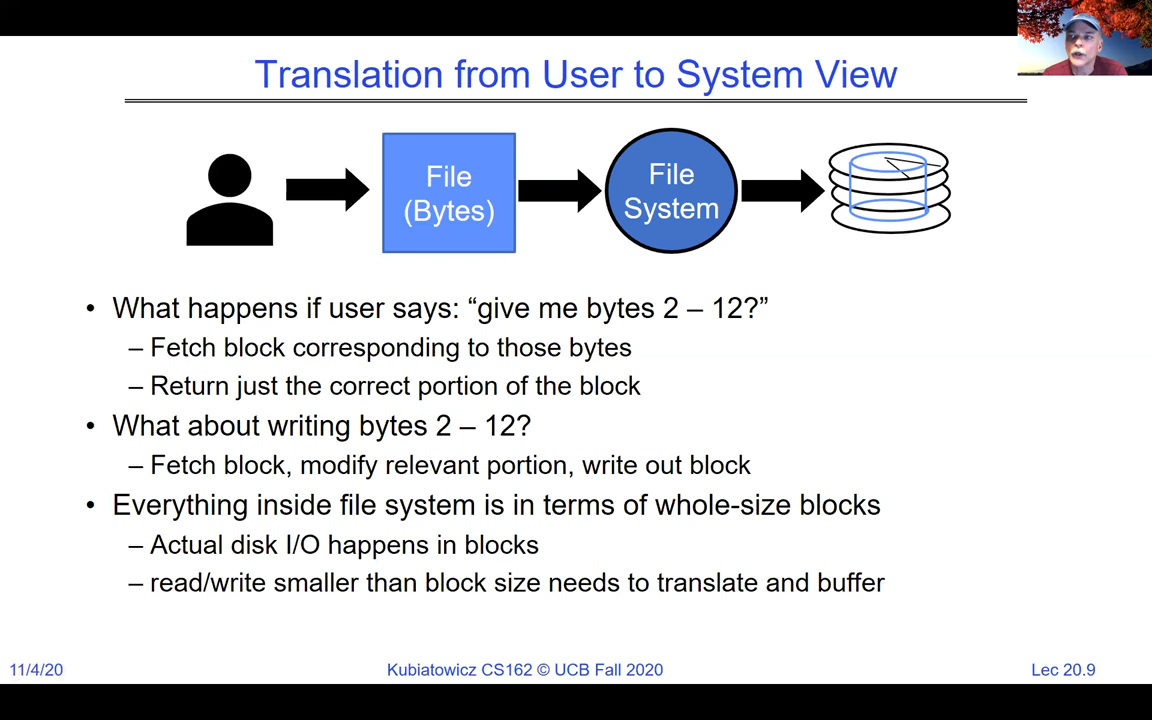 Translation from User to System View
File
(Bytes)
File
System
• What happens if user says: “give me bytes 2 – 12?”
– Fetch block corresponding to those bytes
– Return just the correct portion of the block
• What about writing bytes 2 – 12?
– Fetch block, modify relevant portion, write out block
• Everything inside file system is in terms of whole-size blocks
– Actual disk I/O happens in blocks
– read/write smaller than block size needs to translate and buffer
11/4/20
Kubiatowicz CS162 © UCB Fall 2020
Lec 20.9